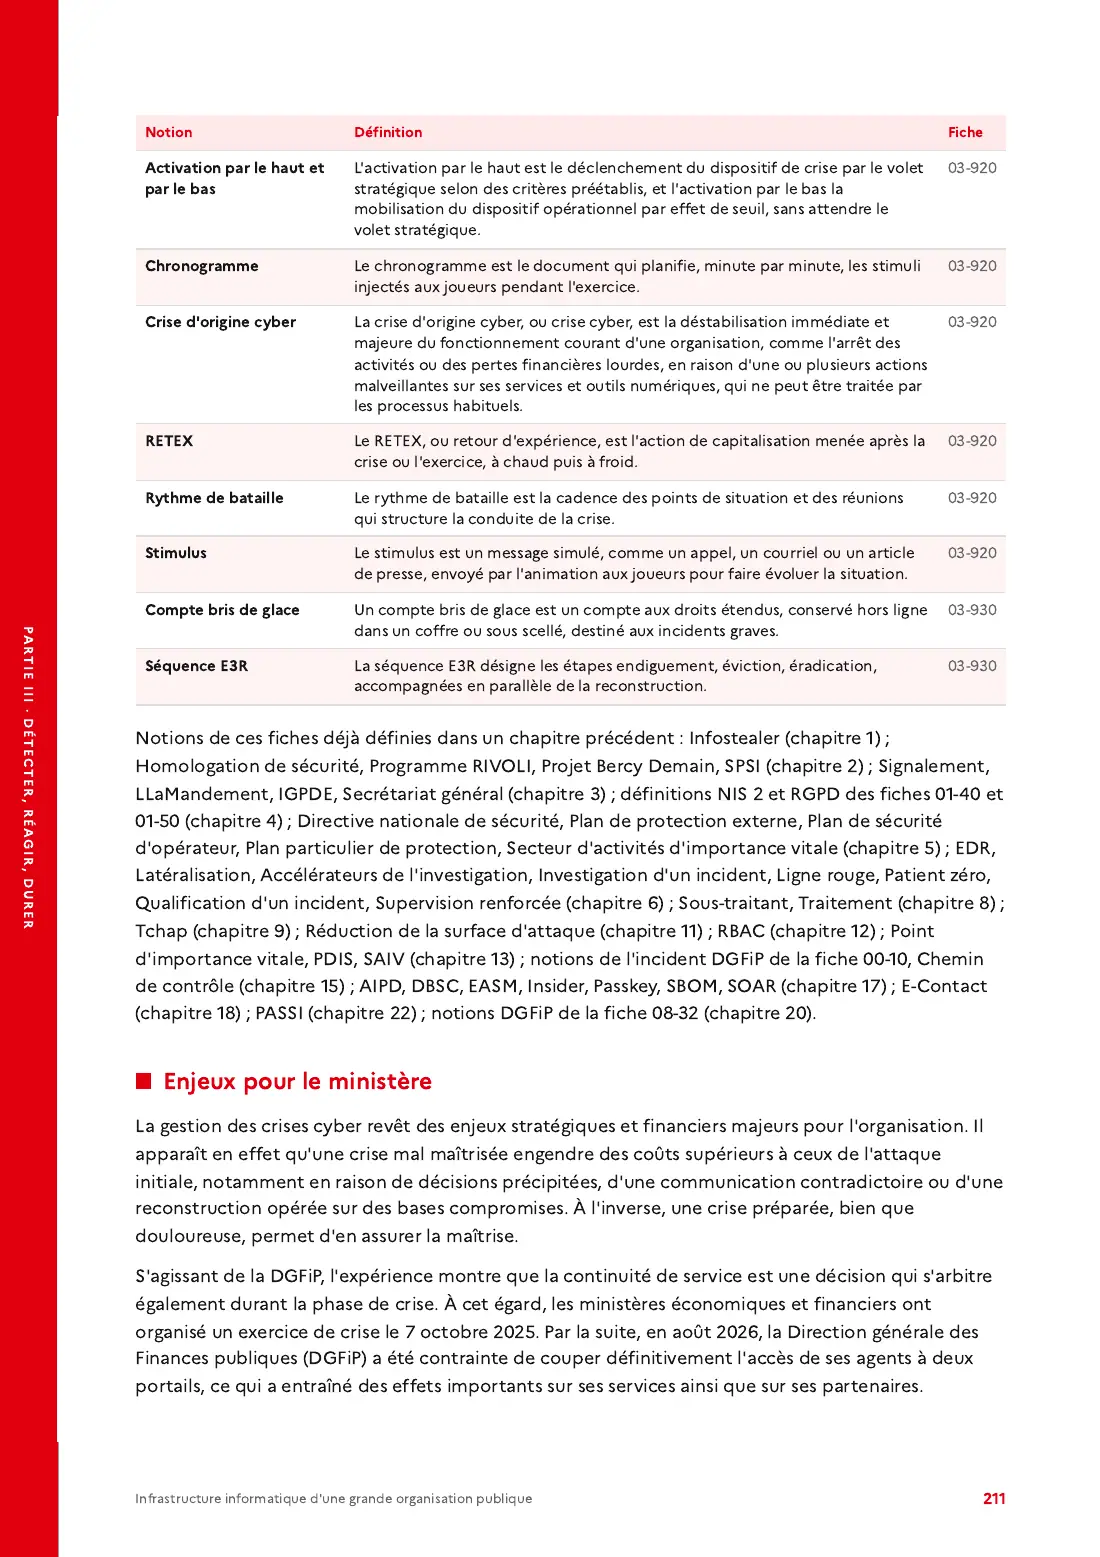 Notion Définition Fiche
Activation par le haut et L'activation par le haut est le déclenchement du dispositif de crise par le volet 03-920
par le bas stratégique selon des critères préétablis, et l'activation par le bas la
mobilisation du dispositif opérationnel par effet de seuil, sans attendre le
volet stratégique.
Chronogramme Le chronogramme est le document qui planifie, minute par minute, les stimuli 03-920
injectés aux joueurs pendant l'exercice.
Crise d'origine cyber La crise d'origine cyber, ou crise cyber, est la déstabilisation immédiate et 03-920
majeure du fonctionnement courant d'une organisation, comme l'arrêt des
activités ou des pertes financières lourdes, en raison d'une ou plusieurs actions
malveillantes sur ses services et outils numériques, qui ne peut être traitée par
les processus habituels.
RETEX Le RETEX, ou retour d'expérience, est l'action de capitalisation menée après la 03-920
crise ou l'exercice, à chaud puis à froid.
Rythme de bataille Le rythme de bataille est la cadence des points de situation et des réunions 03-920
qui structure la conduite de la crise.
Stimulus Le stimulus est un message simulé, comme un appel, un courriel ou un article 03-920
de presse, envoyé par l'animation aux joueurs pour faire évoluer la situation.
Compte bris de glace Un compte bris de glace est un compte aux droits étendus, conservé hors ligne 03-930
dans un coffre ou sous scellé, destiné aux incidents graves.
Séquence E3R La séquence E3R désigne les étapes endiguement, éviction, éradication, 03-930
accompagnées en parallèle de la reconstruction.
Notions de ces fiches déjà définies dans un chapitre précédent : Infostealer (chapitre 1) ;
Homologation de sécurité, Programme RIVOLI, Projet Bercy Demain, SPSI (chapitre 2) ; Signalement,
LLaMandement, IGPDE, Secrétariat général (chapitre 3) ; définitions NIS 2 et RGPD des fiches 01-40 et
01-50 (chapitre 4) ; Directive nationale de sécurité, Plan de protection externe, Plan de sécurité
d'opérateur, Plan particulier de protection, Secteur d'activités d'importance vitale (chapitre 5) ; EDR,
Latéralisation, Accélérateurs de l'investigation, Investigation d'un incident, Ligne rouge, Patient zéro,
Qualification d'un incident, Supervision renforcée (chapitre 6) ; Sous-traitant, Traitement (chapitre 8) ;
Tchap (chapitre 9) ; Réduction de la surface d'attaque (chapitre 11) ; RBAC (chapitre 12) ; Point
d'importance vitale, PDIS, SAIV (chapitre 13) ; notions de l'incident DGFiP de la fiche 00-10, Chemin
de contrôle (chapitre 15) ; AIPD, DBSC, EASM, Insider, Passkey, SBOM, SOAR (chapitre 17) ; E-Contact
(chapitre 18) ; PASSI (chapitre 22) ; notions DGFiP de la fiche 08-32 (chapitre 20).
Enjeux pour le ministère
La gestion des crises cyber revêt des enjeux stratégiques et financiers majeurs pour l'organisation. Il
apparaît en effet qu'une crise mal maîtrisée engendre des coûts supérieurs à ceux de l'attaque
initiale, notamment en raison de décisions précipitées, d'une communication contradictoire ou d'une
reconstruction opérée sur des bases compromises. À l'inverse, une crise préparée, bien que
douloureuse, permet d'en assurer la maîtrise.
S'agissant de la DGFiP, l'expérience montre que la continuité de service est une décision qui s'arbitre
également durant la phase de crise. À cet égard, les ministères économiques et financiers ont
organisé un exercice de crise le 7 octobre 2025. Par la suite, en août 2026, la Direction générale des
Finances publiques (DGFiP) a été contrainte de couper définitivement l'accès de ses agents à deux
portails, ce qui a entraîné des effets importants sur ses services ainsi que sur ses partenaires.
PARTIE III · DÉTECTER, RÉAGIR, DURER
Infrastructure informatique d'une grande organisation publique 211